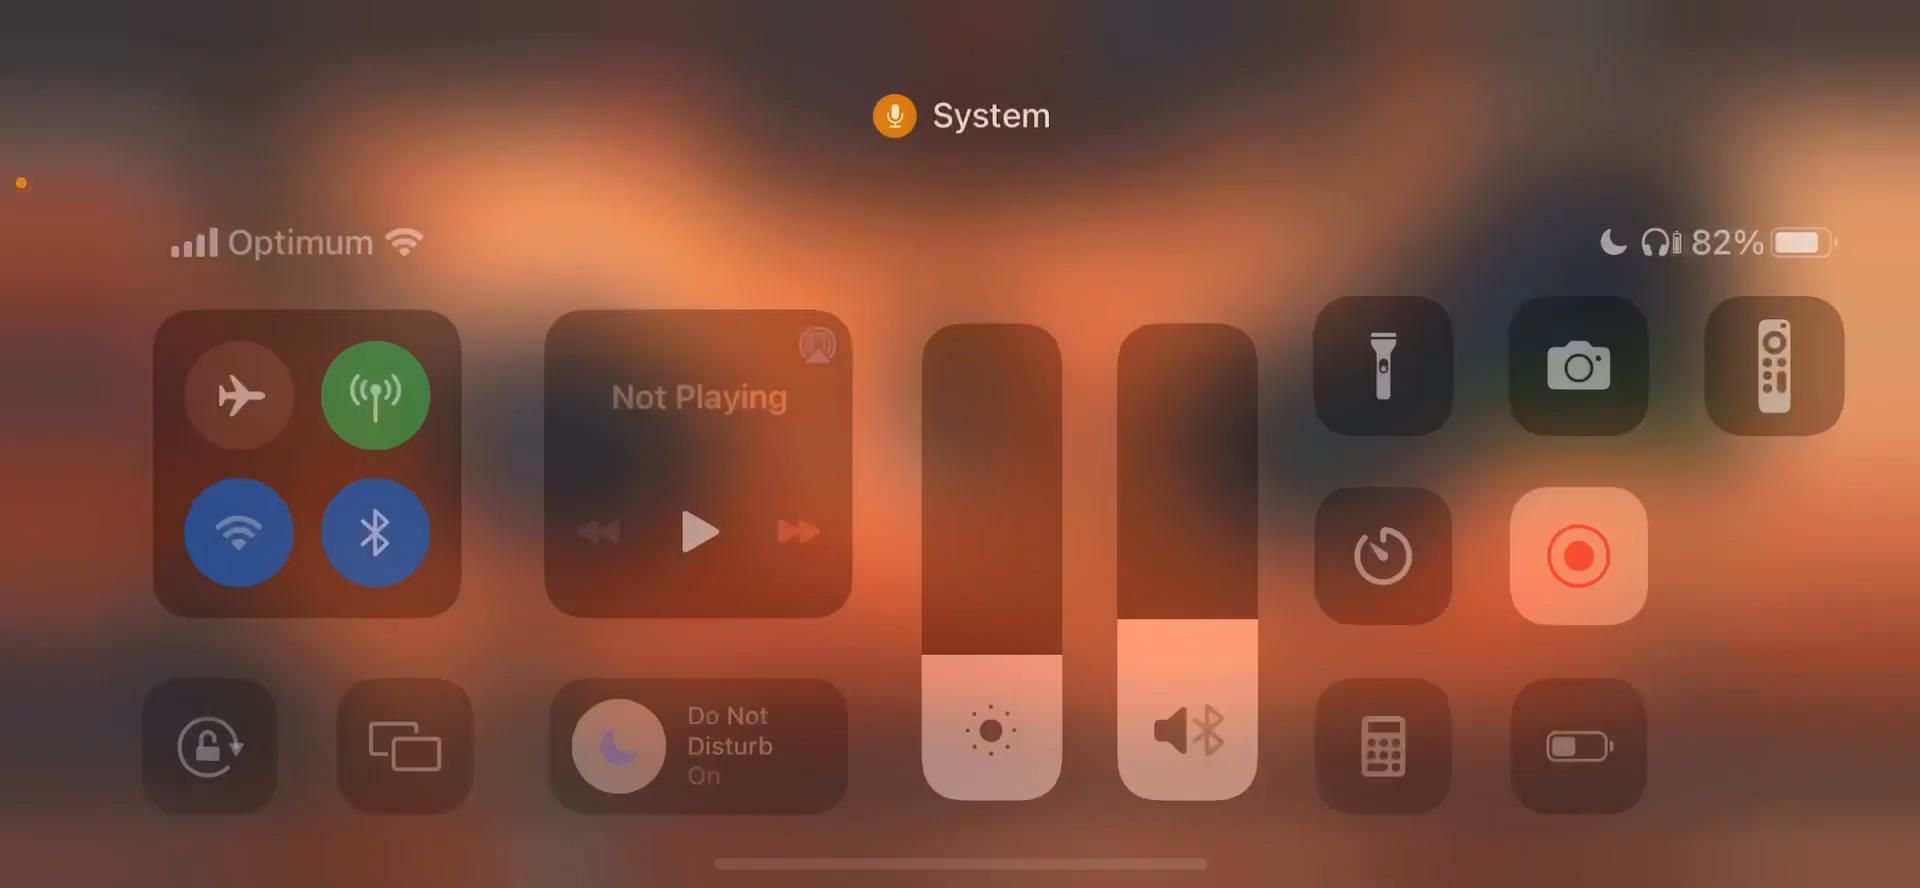 System
Optimum
82%
Not Playing
Do Not
Disturb
On